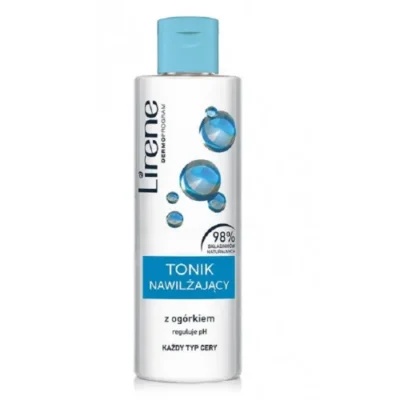 Lirene
DERMOPROGRAM
98%
SKŁADNIKÓW
NATURALNYCH
TONIK
NAWILŻAJĄCY
z ogórkiem
reguluje pH
KAŻDY TYP CERY